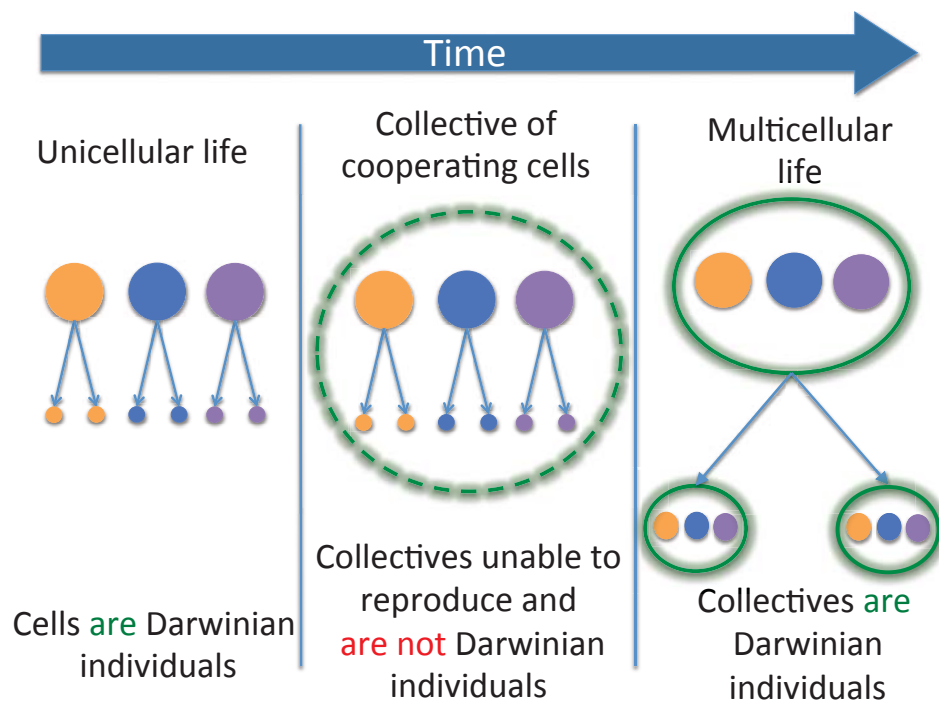 Time
Unicellular life
Cells are Darwinian
individuals
Collective of
cooperating cells
Collectives unable to
reproduce and
are not Darwinian
individuals
Multicellular
life
Collectives are
Darwinian
individuals